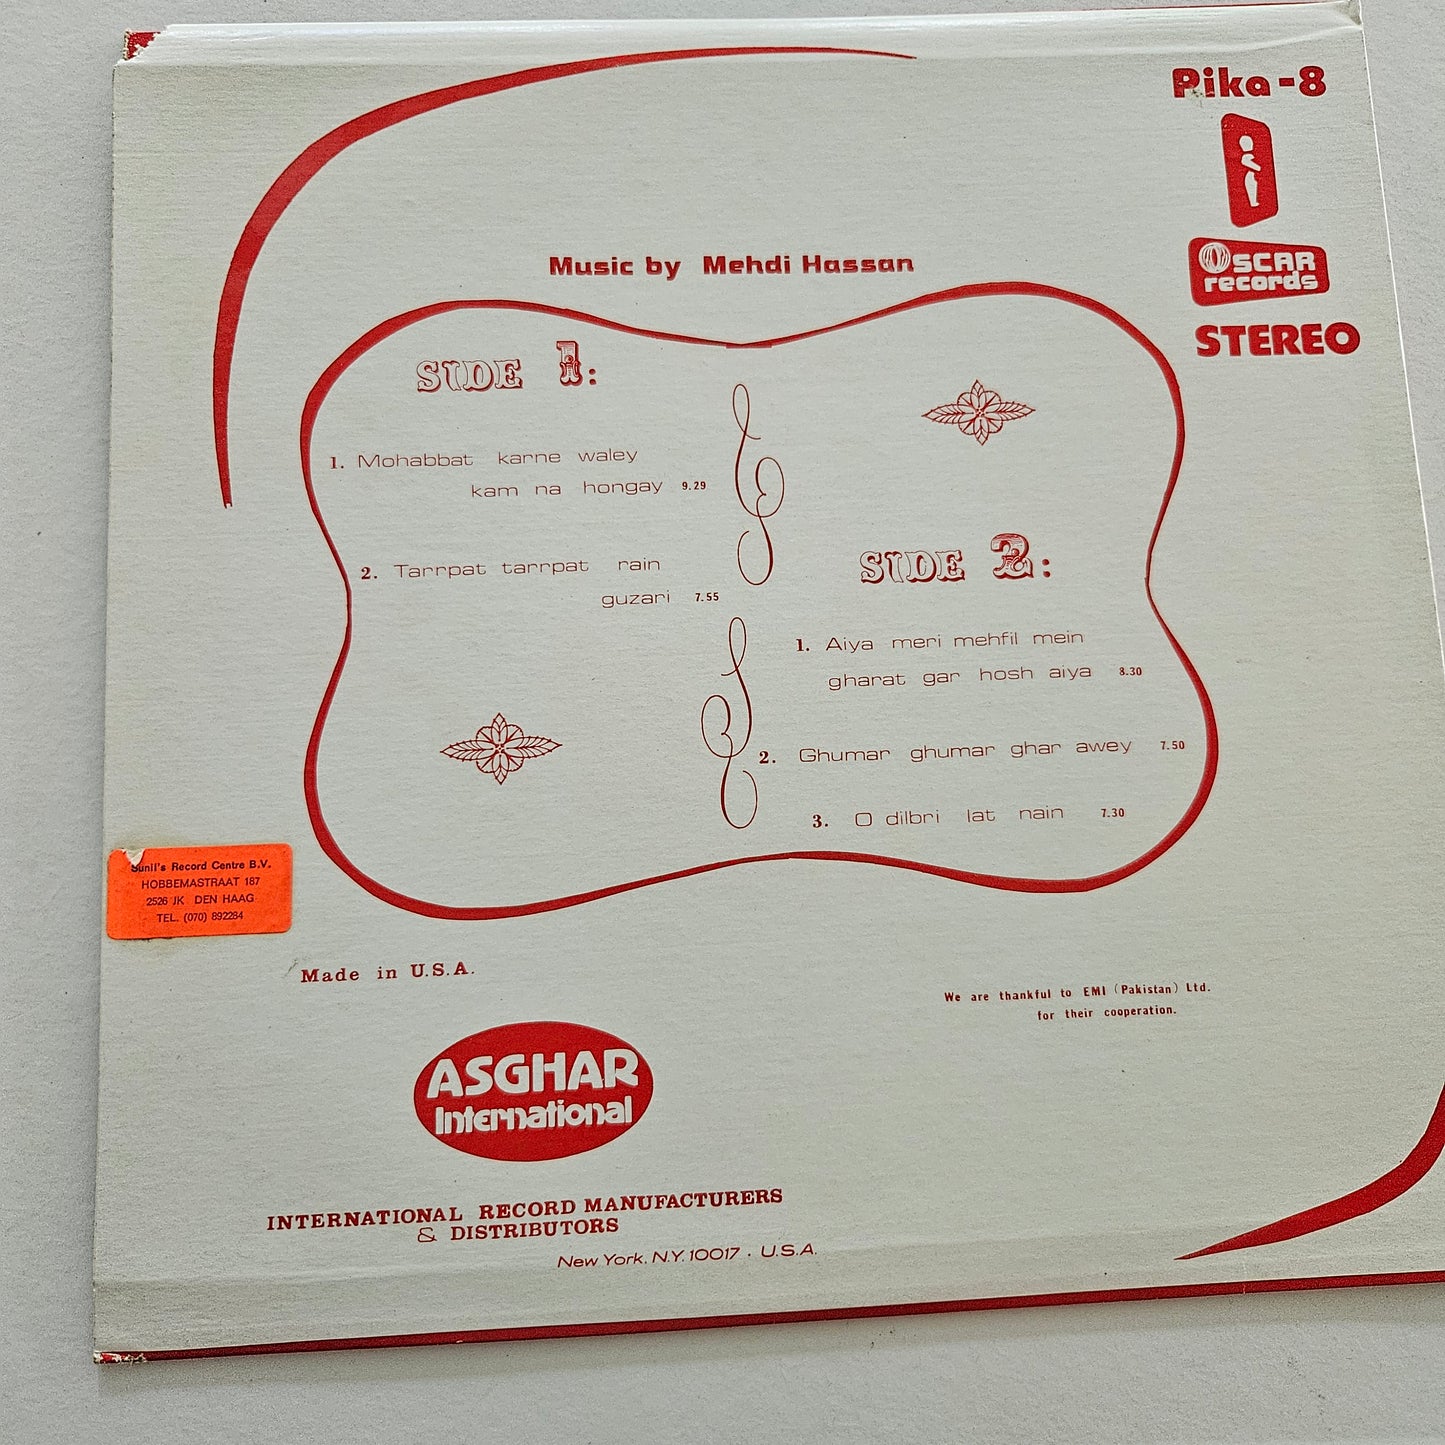 Pika-8
OSCAR
records
STEREO
Music by Mehdi Hassan
SIDE 1:
1. Mohabbat karne waley
kam na hongay 9.29
2. Tarrpat tarrpat rain
guzari 7.55
SIDE 2:
1. Aiya meri mehfil mein
gharat gar hosh aiya 8.30
2. Ghumar ghumar ghar awey 7.50
3. O dilbri lat nain 7.30
Sunil's Record Centre B.V.
HOBBEMASTRAAT 187
2526 JK DEN HAAG
TEL. (070) 892284
Made in U.S.A.
We are thankful to EMI (Pakistan) Ltd.
for their cooperation.
ASGHAR
International
INTERNATIONAL RECORD MANUFACTURERS
& DISTRIBUTORS
New York, N.Y. 10017 . U.S.A.